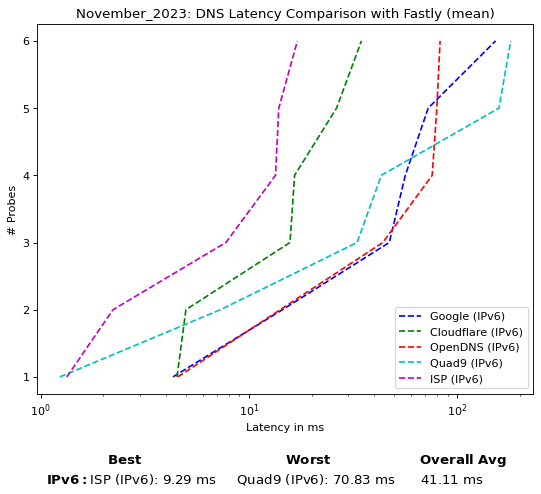 November_2023: DNS Latency Comparison with Fastly (mean)
# Probes
6
5
4
3
2
1
10⁰
10¹
10²
Latency in ms
Google (IPv6)
Cloudflare (IPv6)
OpenDNS (IPv6)
Quad9 (IPv6)
ISP (IPv6)
Best Worst Overall Avg
IPv6: ISP (IPv6): 9.29 ms Quad9 (IPv6): 70.83 ms 41.11 ms